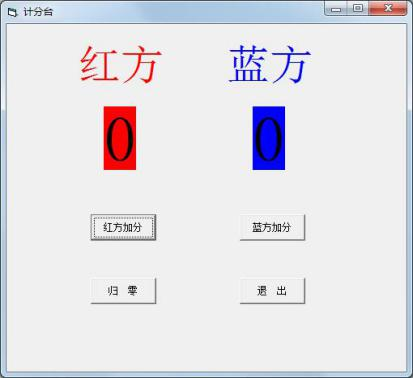 计分台
红方 蓝方
0 0
红方加分 蓝方加分
归 零 退 出